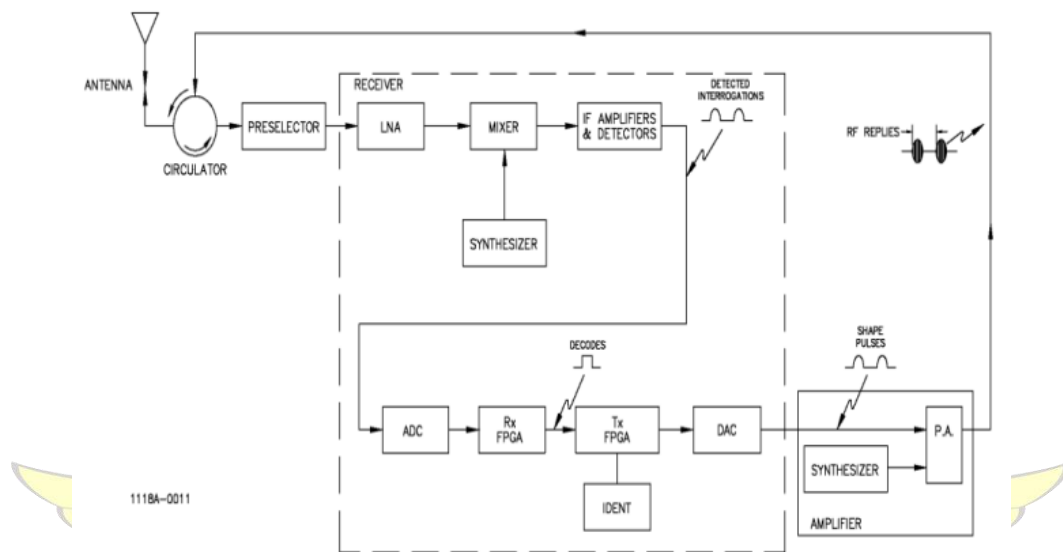 ANTENNA
CIRCULATOR
PRESELECTOR
RECEIVER
LNA
MIXER
IF AMPLIFIERS
& DETECTORS
DETECTED
INTERROGATIONS
RF REPLIES
SYNTHESIZER
DECODES
SHAPE
PULSES
ADC
Rx
FPGA
Tx
FPGA
DAC
P.A.
SYNTHESIZER
IDENT
AMPLIFIER
1118A-0011